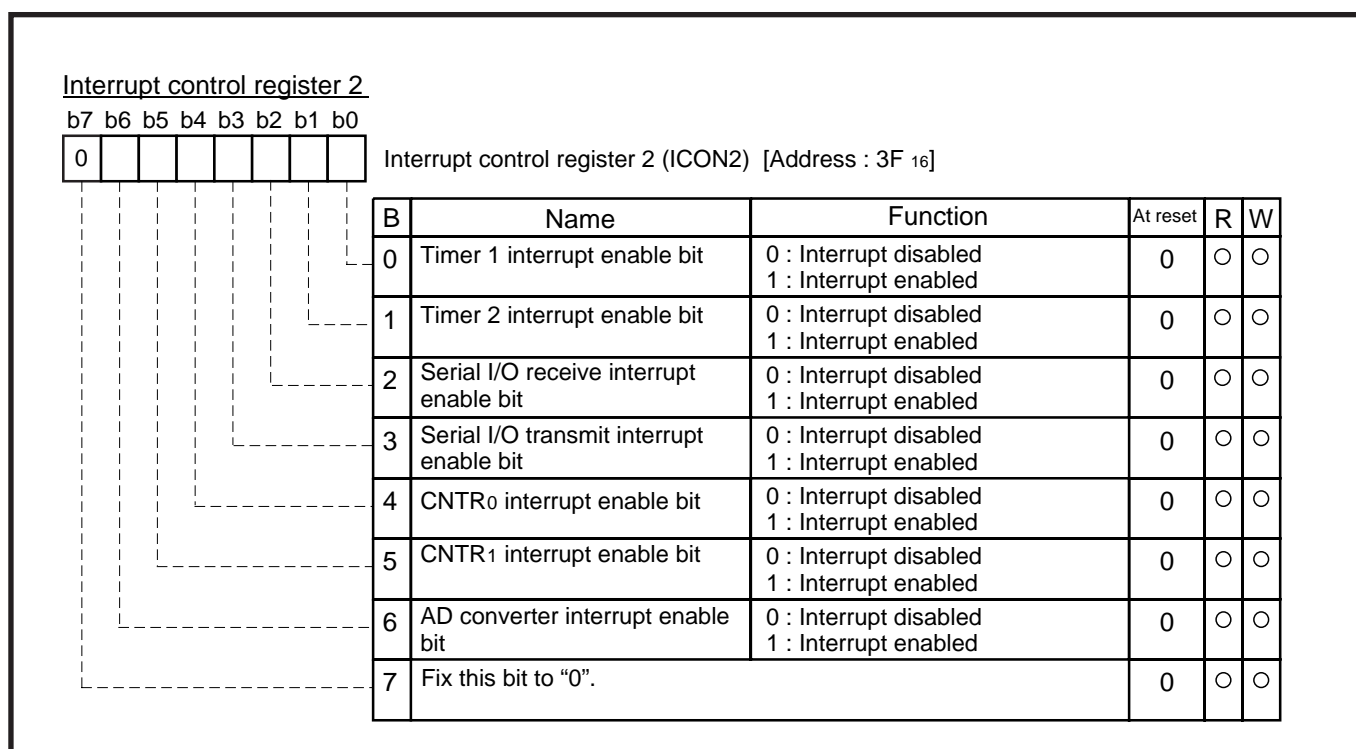 Interrupt control register 2
b7 b6 b5 b4 b3 b2 b1 b0
0
Interrupt control register 2 (ICON2) [Address : 3F 16]
B Name Function At reset R W
0 Timer 1 interrupt enable bit 0 : Interrupt disabled 0 ○ ○
1 : Interrupt enabled
1 Timer 2 interrupt enable bit 0 : Interrupt disabled 0 ○ ○
1 : Interrupt enabled
2 Serial I/O receive interrupt 0 : Interrupt disabled 0 ○ ○
enable bit 1 : Interrupt enabled
3 Serial I/O transmit interrupt 0 : Interrupt disabled 0 ○ ○
enable bit 1 : Interrupt enabled
4 CNTR0 interrupt enable bit 0 : Interrupt disabled 0 ○ ○
1 : Interrupt enabled
5 CNTR1 interrupt enable bit 0 : Interrupt disabled 0 ○ ○
1 : Interrupt enabled
6 AD converter interrupt enable 0 : Interrupt disabled 0 ○ ○
bit 1 : Interrupt enabled
7 Fix this bit to “0”. 0 ○ ○